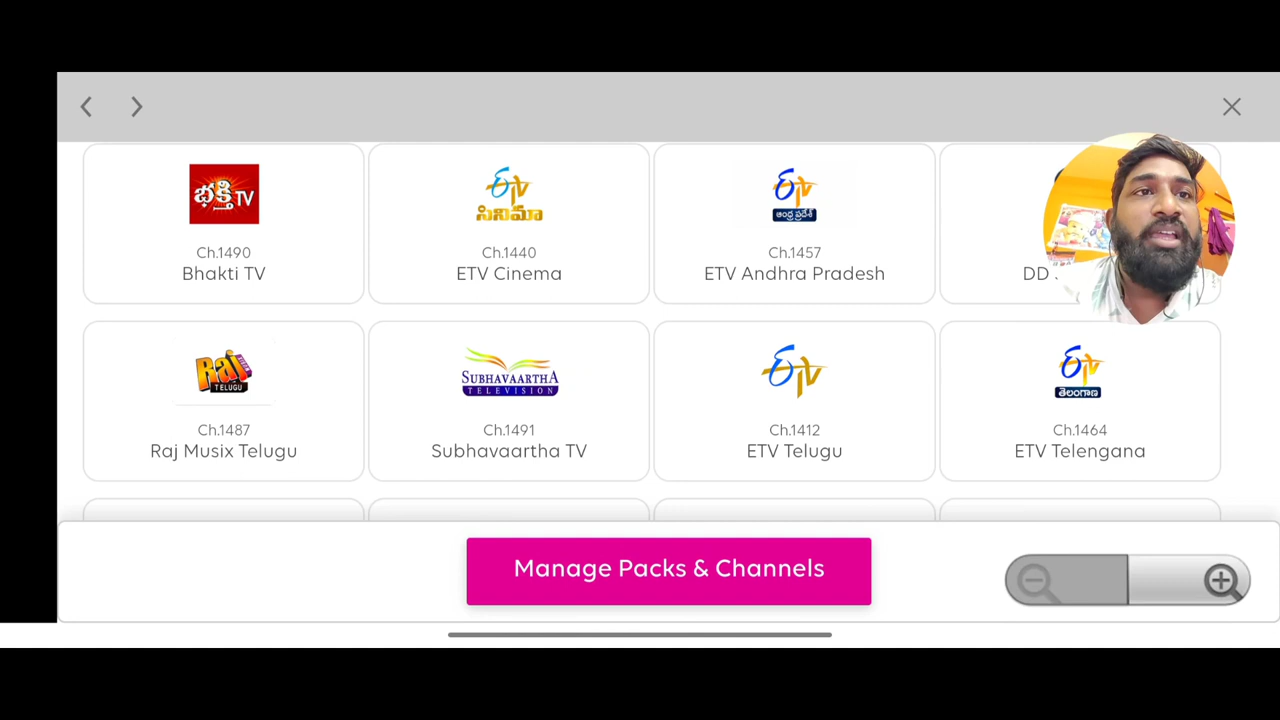 భక్తి TV
ETV
సినిమా
ETV
ఆంధ్ర ప్రదేశ్
Ch.1490
Ch.1440
Ch.1457
Bhakti TV
ETV Cinema
ETV Andhra Pradesh
DD
Raj
TELUGU
SUBHAVAARTHA
TELEVISION
ఈtv
ఈtv
తెలంగాణ
Ch.1487
Ch.1491
Ch.1412
Ch.1464
Raj Musix Telugu
Subhavaartha TV
ETV Telugu
ETV Telengana
Manage Packs & Channels